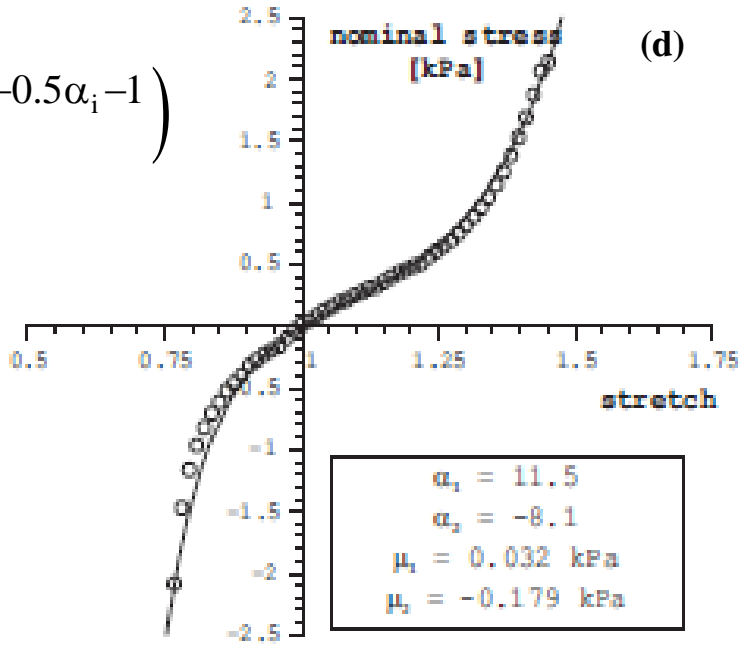 2.5
nominal stress
[kPa]
(d)
−0.5αᵢ−1 )
2
1.5
1
0.5
0.5 0.75 1 1.25 1.5 1.75
0.5
stretch
−1
−1.5
−2
−2.5
α₁ = 11.5
α₂ = -8.1
μ₁ = 0.032 kPa
μ₂ = -0.179 kPa